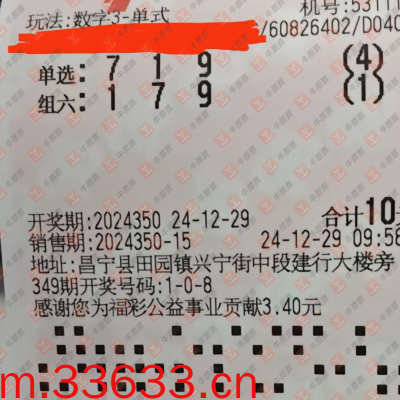 玩法:数字3-单式
机号:53111
/60826402/D040
单选:7 1 9 (4)
组六:1 7 9 (1)
开奖期:2024350 24-12-29 合计10元
销售期:2024350-15 24-12-29 09:58
地址:昌宁县田园镇兴宁街中段建行大楼旁
349期开奖号码:1-0-8
感谢您为福彩公益事业贡献3.40元
m.33633.cn